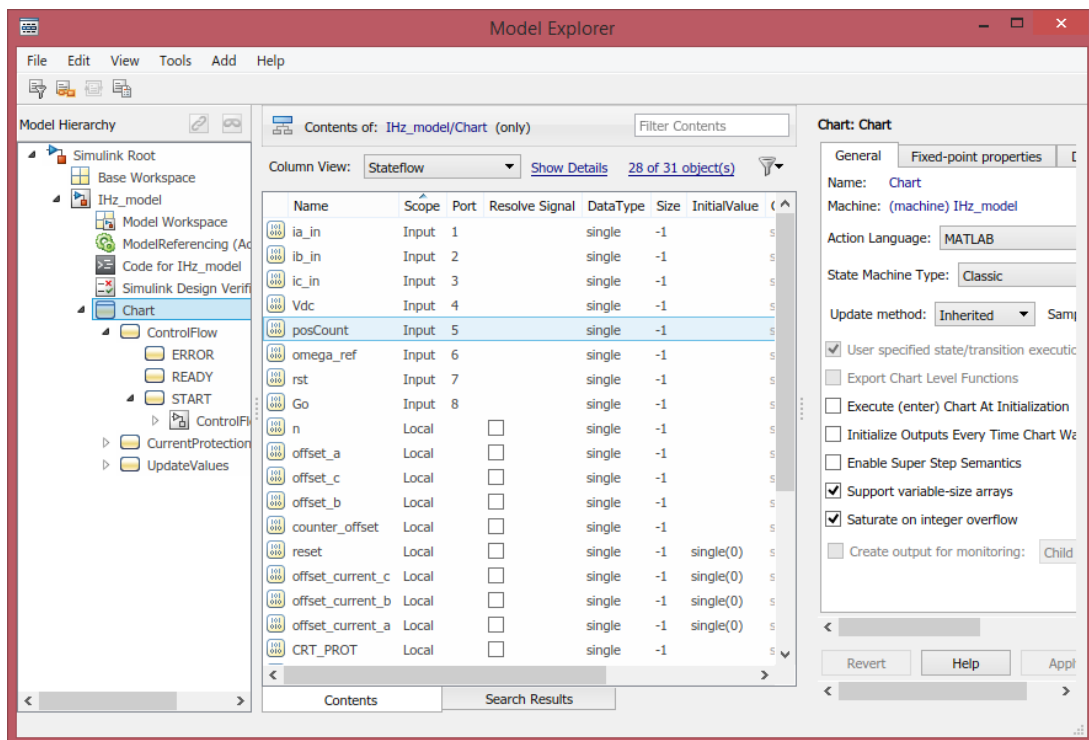 Model Explorer
File Edit View Tools Add Help
Model Hierarchy
Simulink Root
Base Workspace
IHz_model
Model Workspace
ModelReferencing (Ac
Code for IHz_model
Simulink Design Verifi
Chart
ControlFlow
ERROR
READY
START
ControlFl
CurrentProtection
UpdateValues
Contents of: IHz_model/Chart (only) Filter Contents
Column View: Stateflow Show Details 28 of 31 object(s)
Name Scope Port Resolve Signal DataType Size InitialValue
ia_in Input 1 single -1
ib_in Input 2 single -1
ic_in Input 3 single -1
Vdc Input 4 single -1
posCount Input 5 single -1
omega_ref Input 6 single -1
rst Input 7 single -1
Go Input 8 single -1
n Local single -1
offset_a Local single -1
offset_c Local single -1
offset_b Local single -1
counter_offset Local single -1
reset Local single -1 single(0)
offset_current_c Local single -1 single(0)
offset_current_b Local single -1 single(0)
offset_current_a Local single -1 single(0)
CRT_PROT Local single -1
Contents Search Results
Chart: Chart
General Fixed-point properties
Name: Chart
Machine: (machine) IHz_model
Action Language: MATLAB
State Machine Type: Classic
Update method: Inherited Samp
User specified state/transition executio
Export Chart Level Functions
Execute (enter) Chart At Initialization
Initialize Outputs Every Time Chart Wa
Enable Super Step Semantics
Support variable-size arrays
Saturate on integer overflow
Create output for monitoring: Child
Revert Help Appl